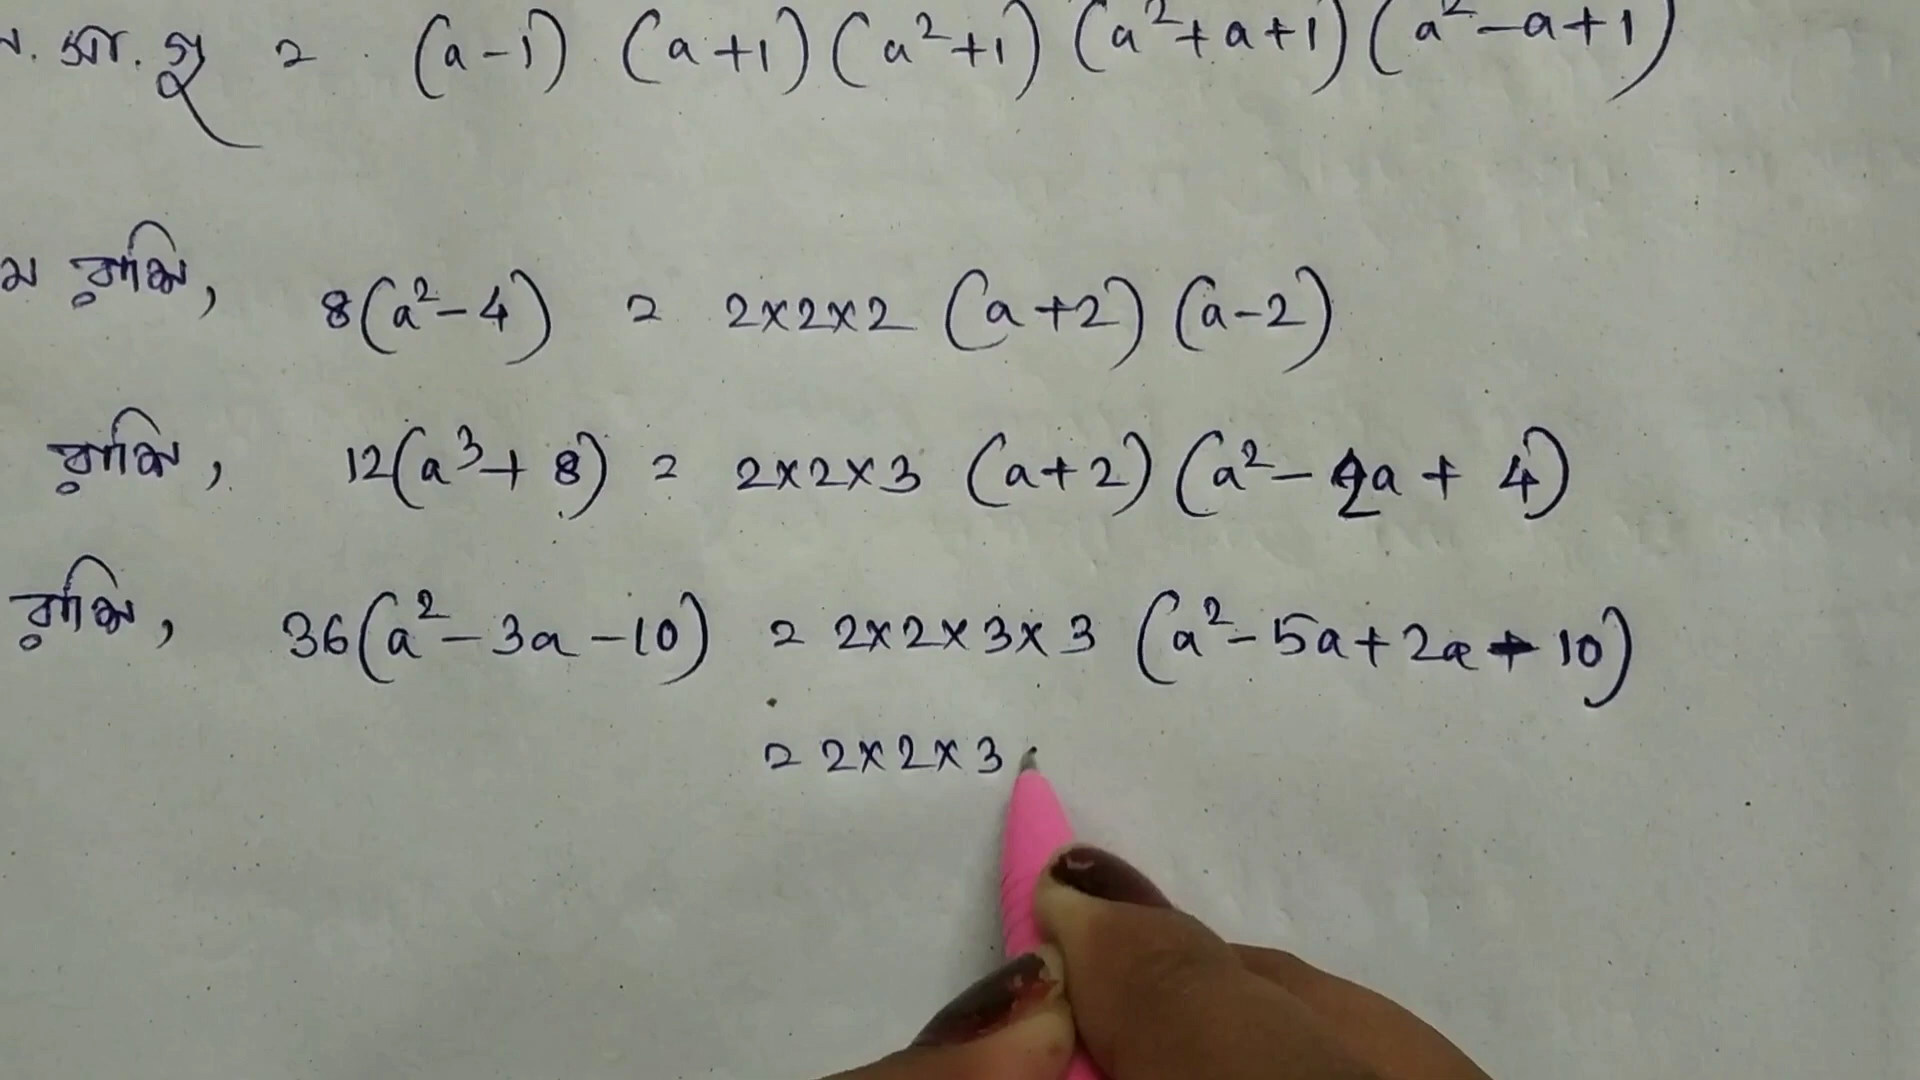 . সা. গু = (a-1) (a+1) (a²+1) (a²+a+1) (a²-a+1)
ম রাশি, 8(a²-4) = 2×2×2 (a+2) (a-2)
রাশি, 12(a³+8) = 2×2×3 (a+2) (a²-2a+4)
রাশি, 36(a²-3a-10) = 2×2×3×3 (a²-5a+2a-10)
= 2×2×3